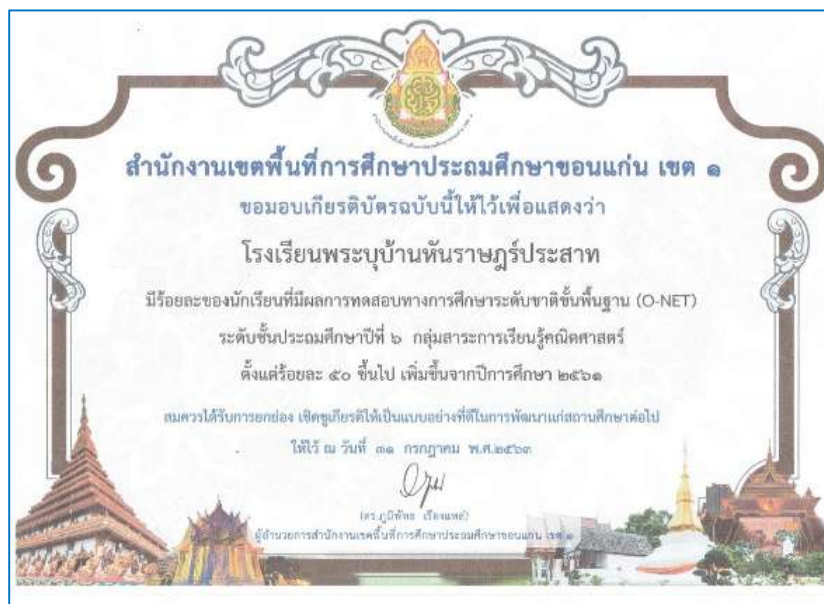 สำนักงานเขตพื้นที่การศึกษาประถมศึกษาขอนแก่น เขต ๑
ขอมอบเกียรติบัตรฉบับนี้ให้ไว้เพื่อแสดงว่า
โรงเรียนพระบุบ้านหันราษฎร์ประสาท
มีร้อยละของนักเรียนที่มีผลการทดสอบทางการศึกษาระดับชาติขั้นพื้นฐาน (O-NET)
ระดับชั้นประถมศึกษาปีที่ ๖ กลุ่มสาระการเรียนรู้คณิตศาสตร์
ตั้งแต่ร้อยละ ๕๐ ขึ้นไป เพิ่มขึ้นจากปีการศึกษา ๒๕๖๑
สมควรได้รับการยกย่อง เชิดชูเกียรติให้เป็นแบบอย่างที่ดีในการพัฒนาแก่สถานศึกษาต่อไป
ให้ไว้ ณ วันที่ ๓๑ กรกฎาคม พ.ศ.๒๕๖๓
(ดร.ภูมิพัทธ เรืองแหล่)
ผู้อำนวยการสำนักงานเขตพื้นที่การศึกษาประถมศึกษาขอนแก่น เขต ๑